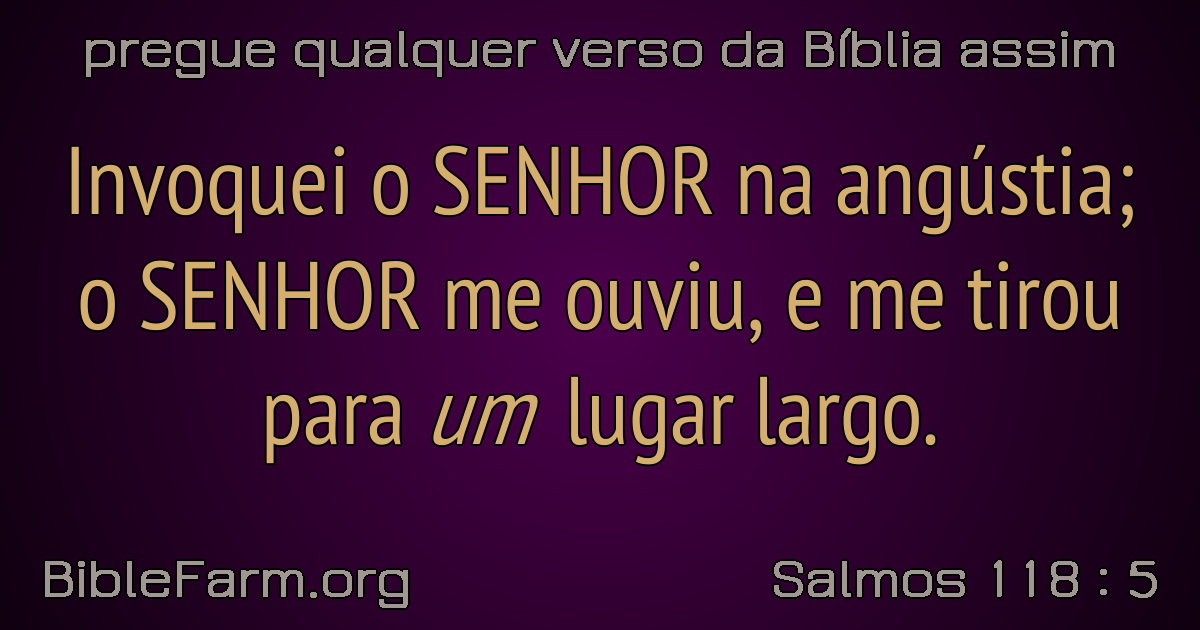 pregue qualquer verso da Bíblia assim
Invoquei o SENHOR na angústia;
o SENHOR me ouviu, e me tirou
para um lugar largo.
BibleFarm.org
Salmos 118 : 5